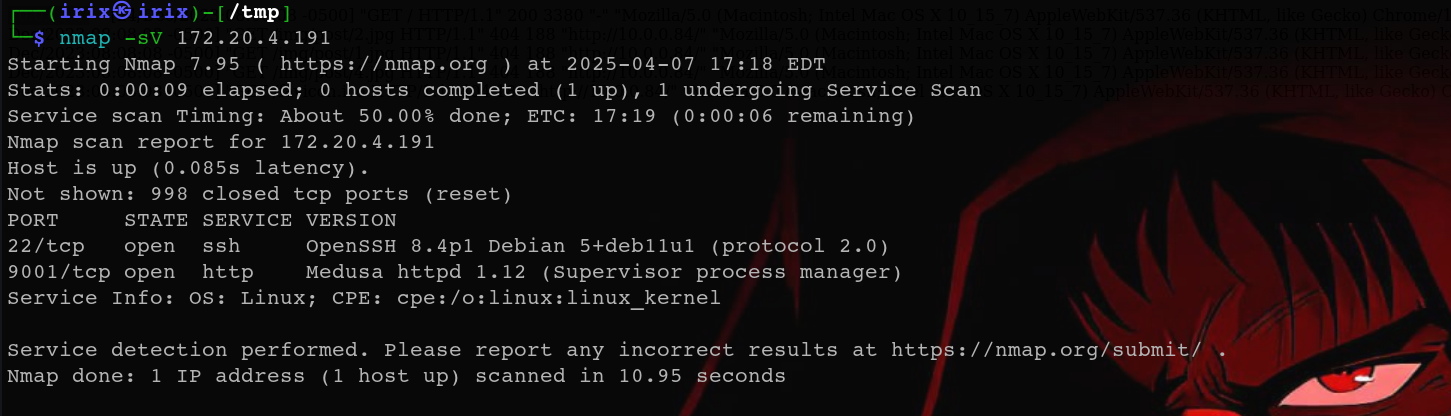 ┌──(irix㉿irix)-[/tmp]
└─$ nmap -sV 172.20.4.191
Starting Nmap 7.95 ( https://nmap.org ) at 2025-04-07 17:18 EDT
Stats: 0:00:09 elapsed; 0 hosts completed (1 up), 1 undergoing Service Scan
Service scan Timing: About 50.00% done; ETC: 17:19 (0:00:06 remaining)
Nmap scan report for 172.20.4.191
Host is up (0.085s latency).
Not shown: 998 closed tcp ports (reset)
PORT     STATE SERVICE VERSION
22/tcp   open  ssh     OpenSSH 8.4p1 Debian 5+deb11u1 (protocol 2.0)
9001/tcp open  http    Medusa httpd 1.12 (Supervisor process manager)
Service Info: OS: Linux; CPE: cpe:/o:linux:linux_kernel
Service detection performed. Please report any incorrect results at https://nmap.org/submit/ .
Nmap done: 1 IP address (1 host up) scanned in 10.95 seconds